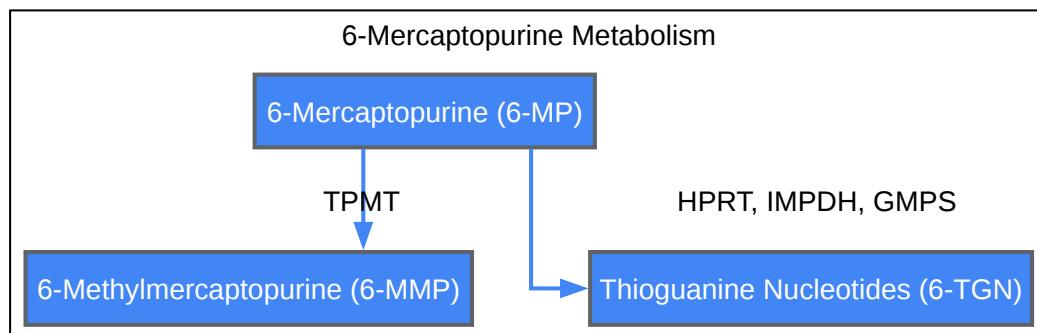 6-Mercaptopurine Metabolism
6-Mercaptopurine (6-MP)
TPMT
HPRT, IMPDH, GMPS
6-Methylmercaptopurine (6-MMP)
Thioguanine Nucleotides (6-TGN)